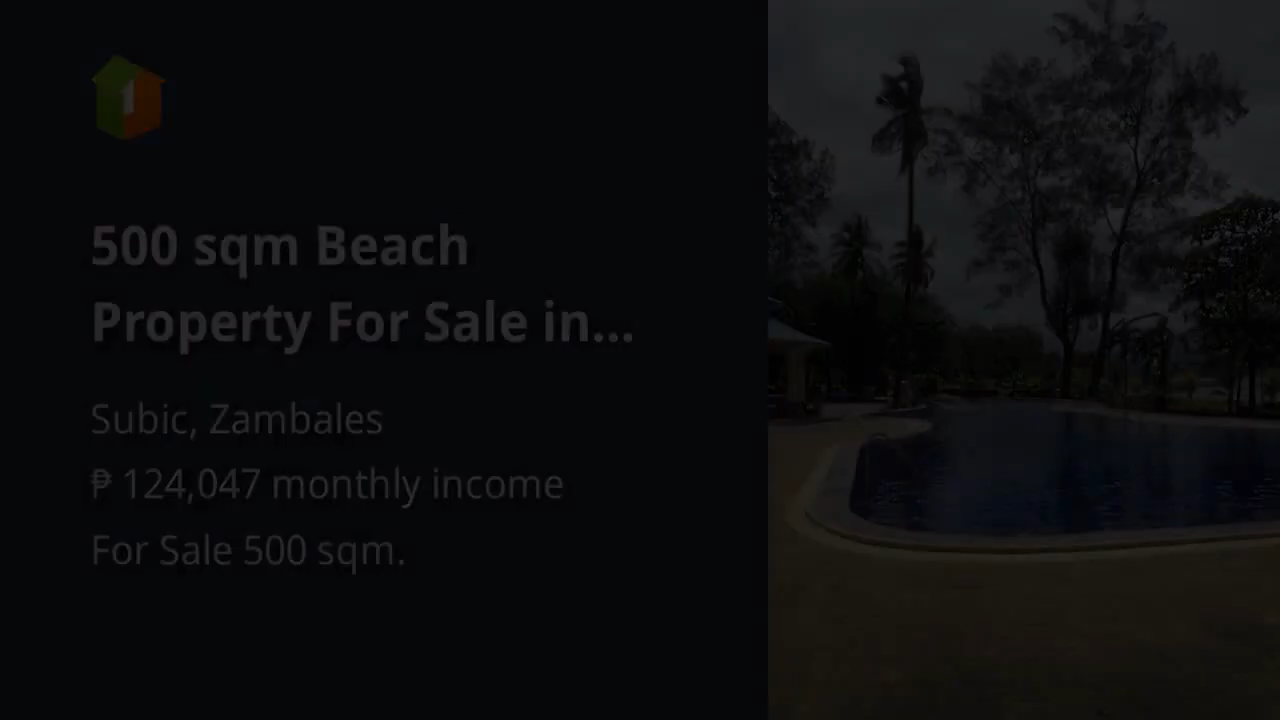 500 sqm Beach
Property For Sale in...
Subic, Zambales
₱ 124,047 monthly income
For Sale 500 sqm.